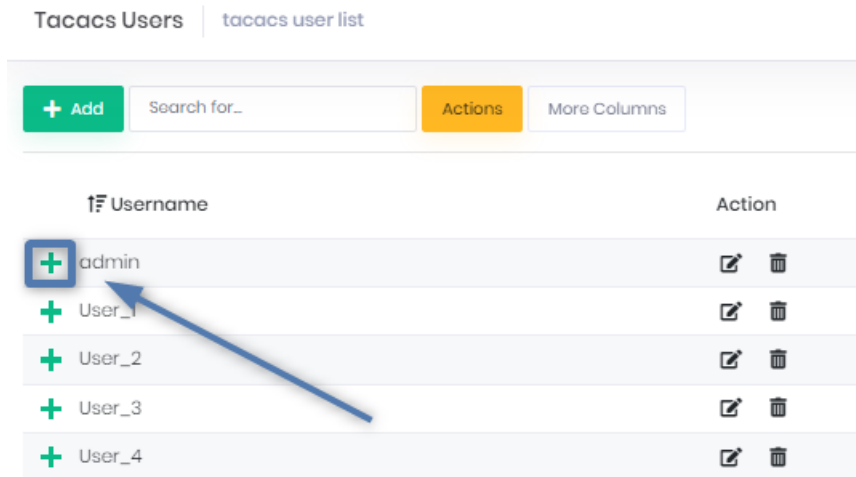 Tacacs Users tacacs user list
Add Search for... Actions More Columns
Username Action
admin
User_1
User_2
User_3
User_4